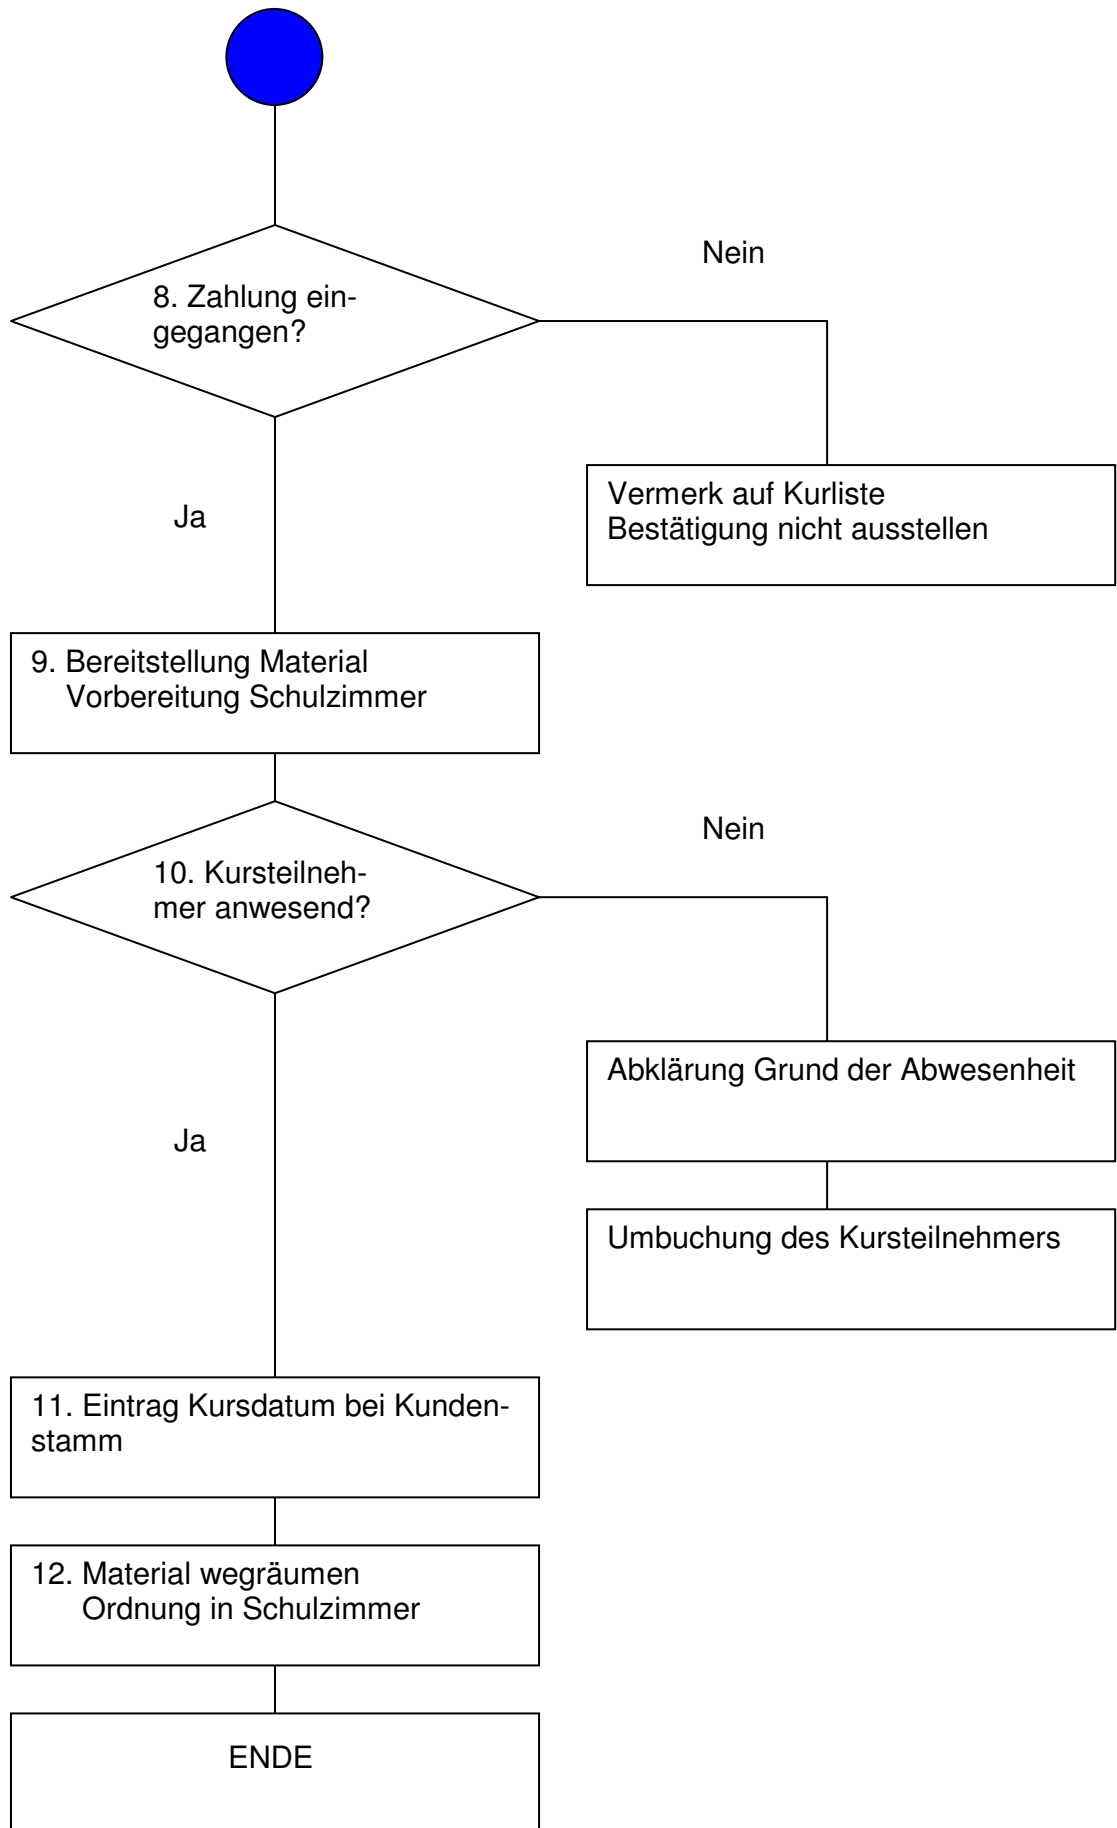 Nein
8. Zahlung ein-
gegangen?
Vermerk auf Kurliste
Bestätigung nicht ausstellen
Ja
9. Bereitstellung Material
Vorbereitung Schulzimmer
Nein
10. Kursteilneh-
mer anwesend?
Abklärung Grund der Abwesenheit
Ja
Umbuchung des Kursteilnehmers
11. Eintrag Kursdatum bei Kunden-
stamm
12. Material wegräumen
Ordnung in Schulzimmer
ENDE